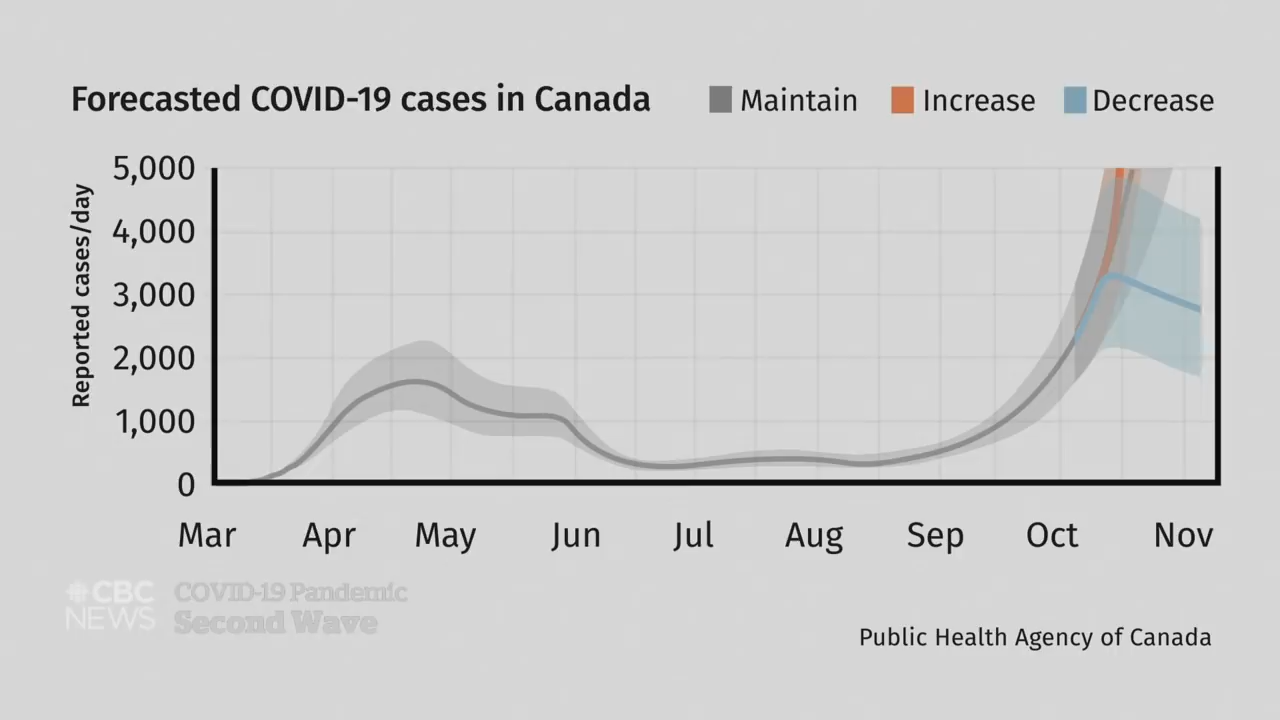 Forecasted COVID-19 cases in Canada
Maintain Increase Decrease
Reported cases/day
5,000
4,000
3,000
2,000
1,000
0
Mar Apr May Jun Jul Aug Sep Oct Nov
CBC
NEWS
COVID-19 Pandemic
Second Wave
Public Health Agency of Canada